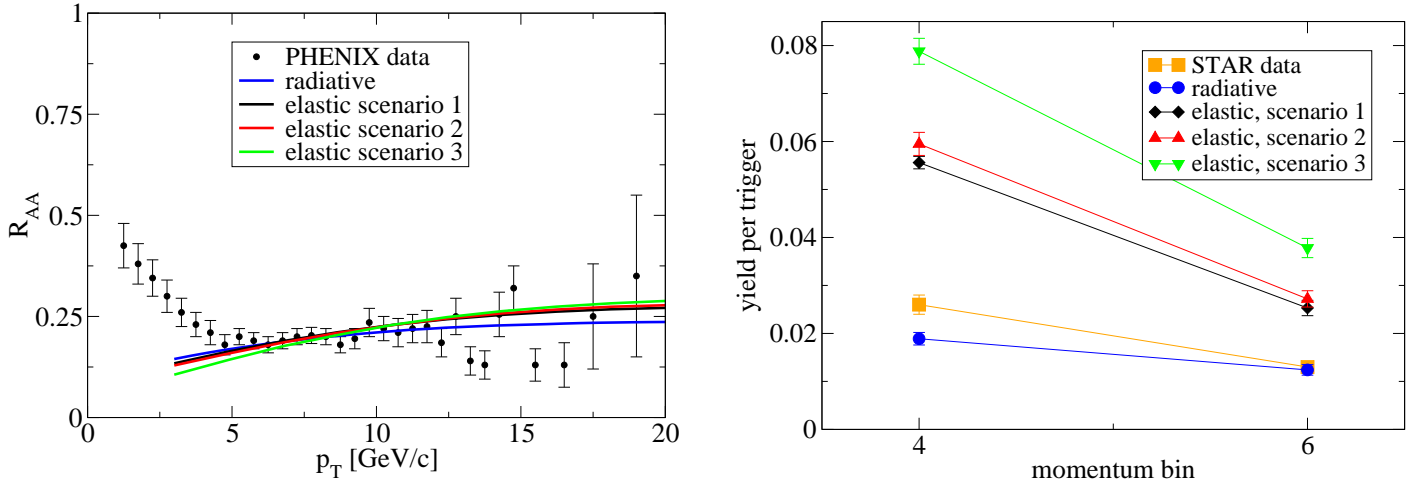 1
0.75
0.5
0.25
0
R_AA
PHENIX data
radiative
elastic scenario 1
elastic scenario 2
elastic scenario 3
0 5 10 15 20
p_T [GeV/c]
0.08
0.06
0.04
0.02
0
yield per trigger
STAR data
radiative
elastic, scenario 1
elastic, scenario 2
elastic, scenario 3
4 6
momentum bin